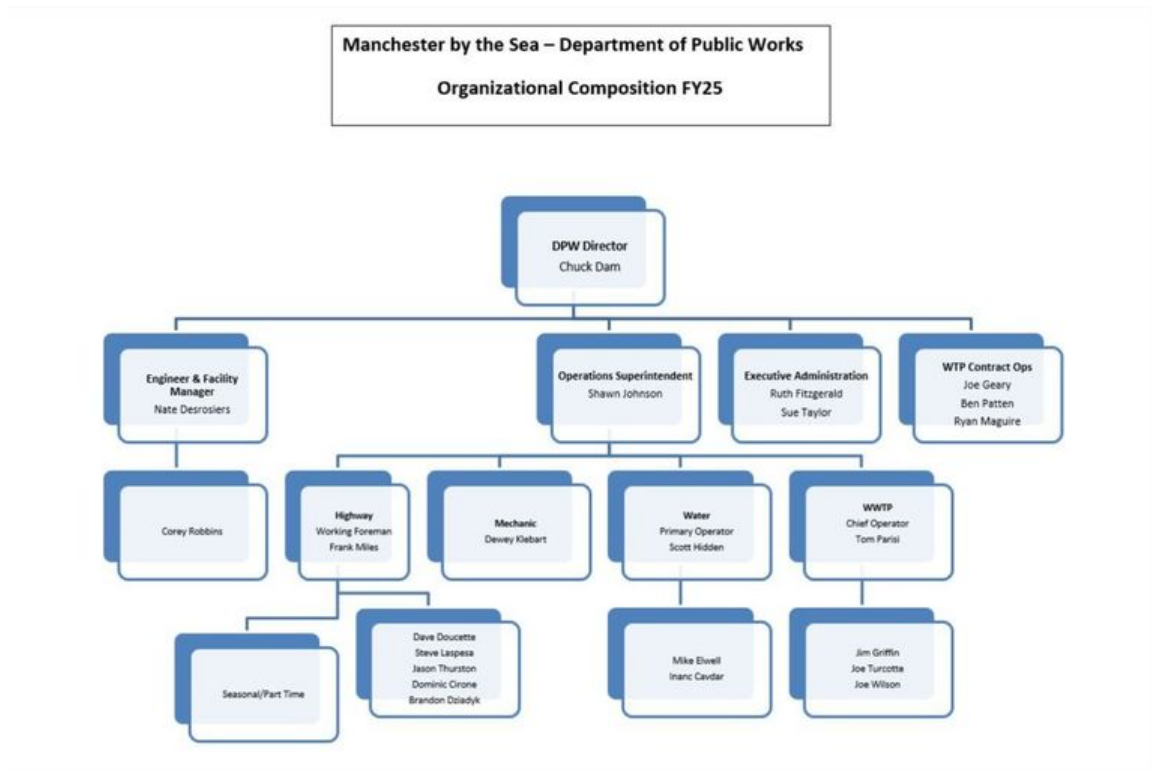 Manchester by the Sea – Department of Public Works
Organizational Composition FY25
DPW Director
Chuck Dam
Engineer & Facility
Manager
Nate Desrosiers
Operations Superintendent
Shawn Johnson
Executive Administration
Ruth Fitzgerald
Sue Taylor
WTP Contract Ops
Joe Geary
Ben Patten
Ryan Maguire
Corey Robbins
Highway
Working Foreman
Frank Miles
Mechanic
Dewey Klebart
Water
Primary Operator
Scott Hidden
WWTP
Chief Operator
Tom Parisi
Seasonal/Part Time
Dave Doucette
Steve Laspesa
Jason Thurston
Dominic Cirone
Brandon Dziadyk
Mike Elwell
Inanc Cavdar
Jim Griffin
Joe Turcotte
Joe Wilson